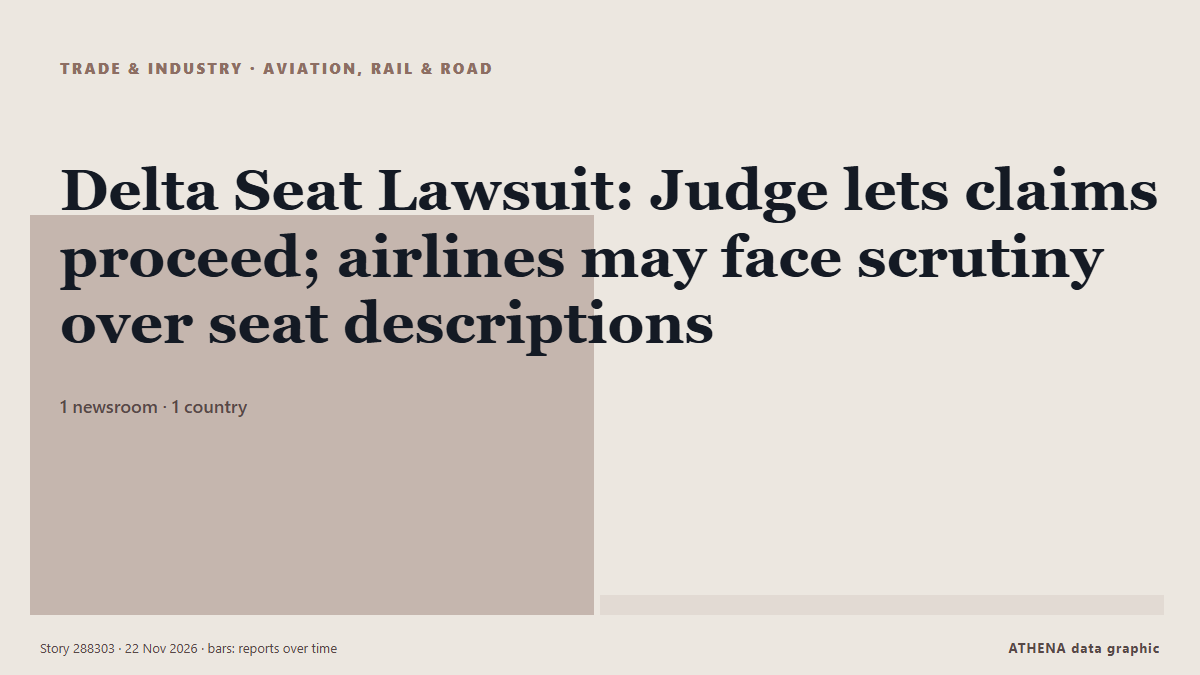 TRADE & INDUSTRY · AVIATION, RAIL & ROAD
Delta Seat Lawsuit: Judge lets claims
proceed; airlines may face scrutiny
over seat descriptions
1 newsroom · 1 country
Story 288303 · 22 Nov 2026 · bars: reports over time
ATHENA data graphic